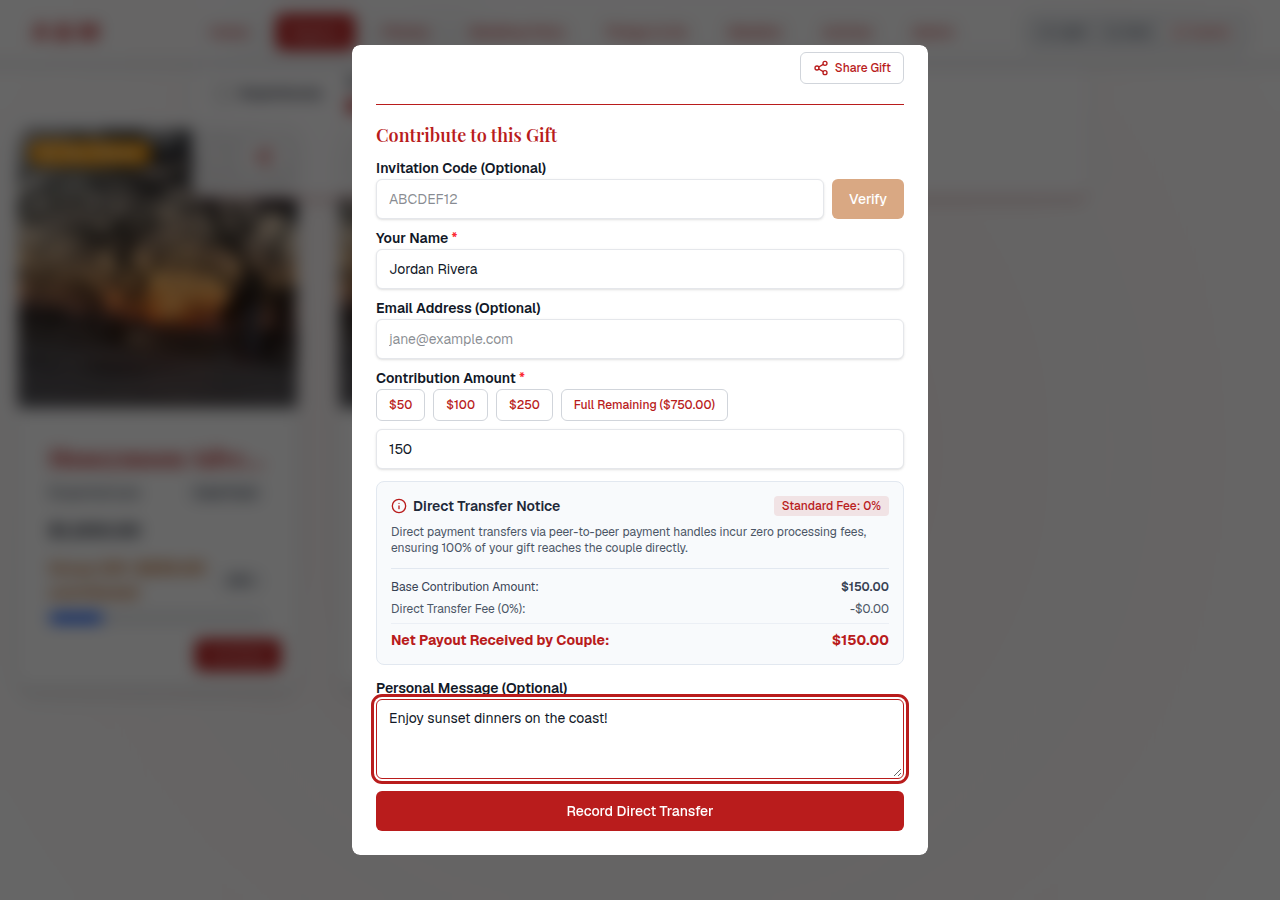 Share Gift
Contribute to this Gift
Invitation Code (Optional)
ABCDEF12
Verify
Your Name *
Jordan Rivera
Email Address (Optional)
jane@example.com
Contribution Amount *
$50 $100 $250 Full Remaining ($750.00)
150
Direct Transfer Notice Standard Fee: 0%
Direct payment transfers via peer-to-peer payment handles incur zero processing fees,
ensuring 100% of your gift reaches the couple directly.
Base Contribution Amount: $150.00
Direct Transfer Fee (0%): -$0.00
Net Payout Received by Couple: $150.00
Personal Message (Optional)
Enjoy sunset dinners on the coast!
Record Direct Transfer